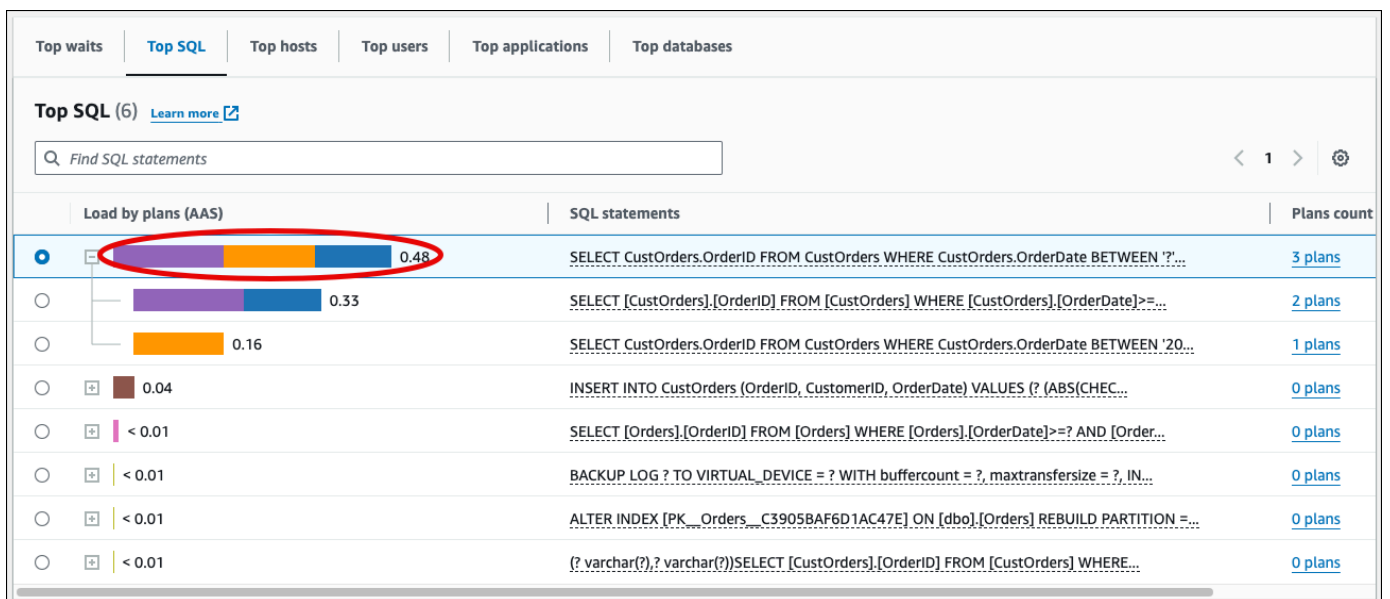 Top waits Top SQL Top hosts Top users Top applications Top databases
Top SQL (6) Learn more
Find SQL statements
1
Load by plans (AAS) SQL statements Plans count
0.48 SELECT CustOrders.OrderID FROM CustOrders WHERE CustOrders.OrderDate BETWEEN '?'... 3 plans
0.33 SELECT [CustOrders].[OrderID] FROM [CustOrders] WHERE [CustOrders].[OrderDate]>=... 2 plans
0.16 SELECT CustOrders.OrderID FROM CustOrders WHERE CustOrders.OrderDate BETWEEN '20... 1 plans
0.04 INSERT INTO CustOrders (OrderID, CustomerID, OrderDate) VALUES (? (ABS(CHEC... 0 plans
< 0.01 SELECT [Orders].[OrderID] FROM [Orders] WHERE [Orders].[OrderDate]>=? AND [Order... 0 plans
< 0.01 BACKUP LOG ? TO VIRTUAL_DEVICE = ? WITH buffercount = ?, maxtransfersize = ?, IN... 0 plans
< 0.01 ALTER INDEX [PK__Orders__C3905BAF6D1AC47E] ON [dbo].[Orders] REBUILD PARTITION =... 0 plans
< 0.01 (? varchar(?),? varchar(?))SELECT [CustOrders].[OrderID] FROM [CustOrders] WHERE... 0 plans